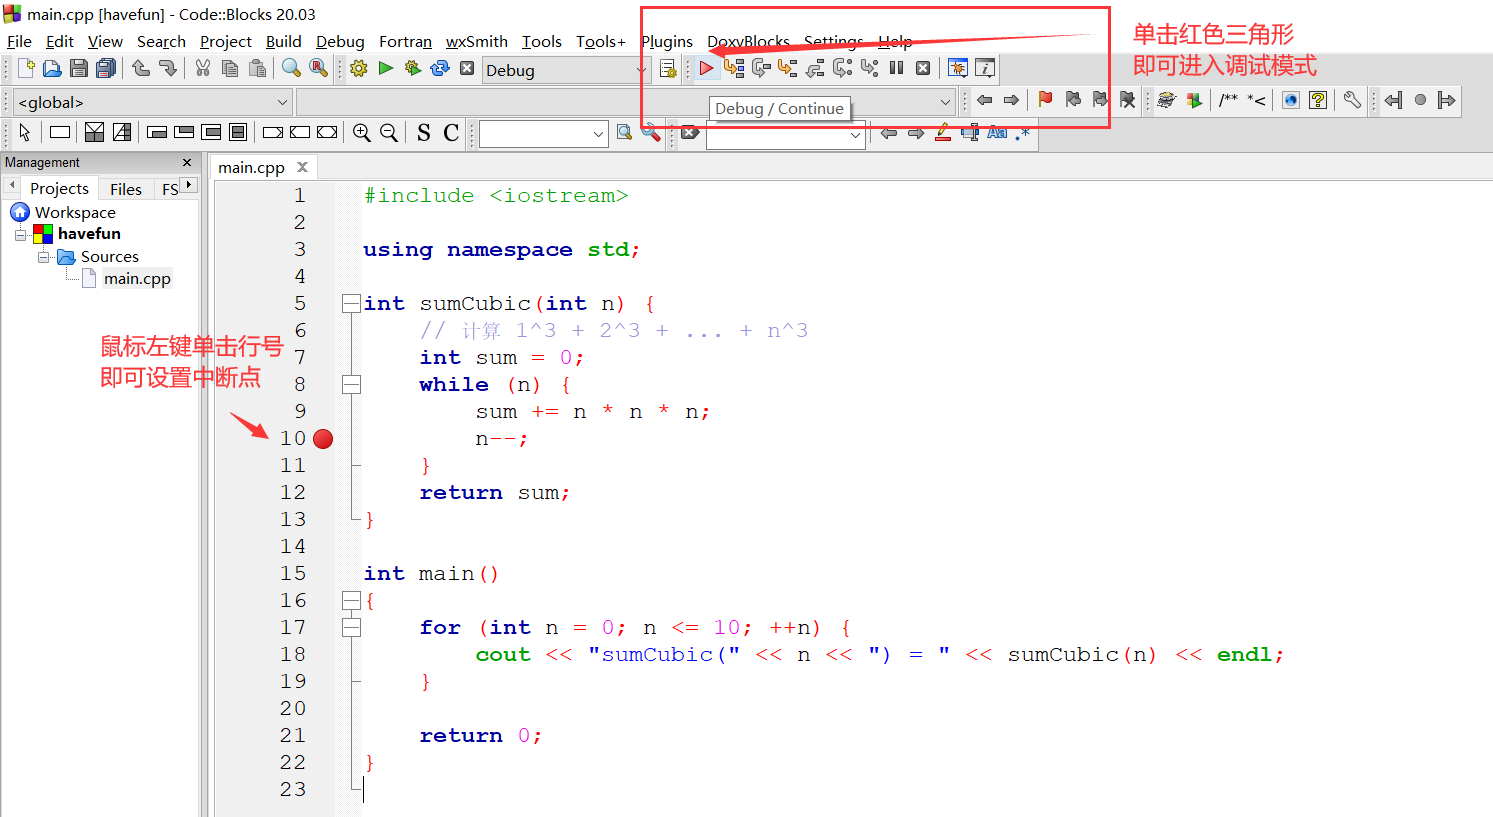 main.cpp [havefun] - Code::Blocks 20.03
File Edit View Search Project Build Debug Fortran wxSmith Tools Tools+ Plugins DoxyBlocks Settings Help
单击红色三角形
即可进入调试模式
Debug
<global>
Debug / Continue
/** *<
S C
.*
Management
main.cpp
Projects Files FS
Workspace
havefun
Sources
main.cpp
鼠标左键单击行号
即可设置中断点
1 #include <iostream>
2
3 using namespace std;
4
5 int sumCubic(int n) {
6 // 计算 1^3 + 2^3 + ... + n^3
7 int sum = 0;
8 while (n) {
9 sum += n * n * n;
10 n--;
11 }
12 return sum;
13 }
14
15 int main()
16 {
17 for (int n = 0; n <= 10; ++n) {
18 cout << "sumCubic(" << n << ") = " << sumCubic(n) << endl;
19 }
20
21 return 0;
22 }
23